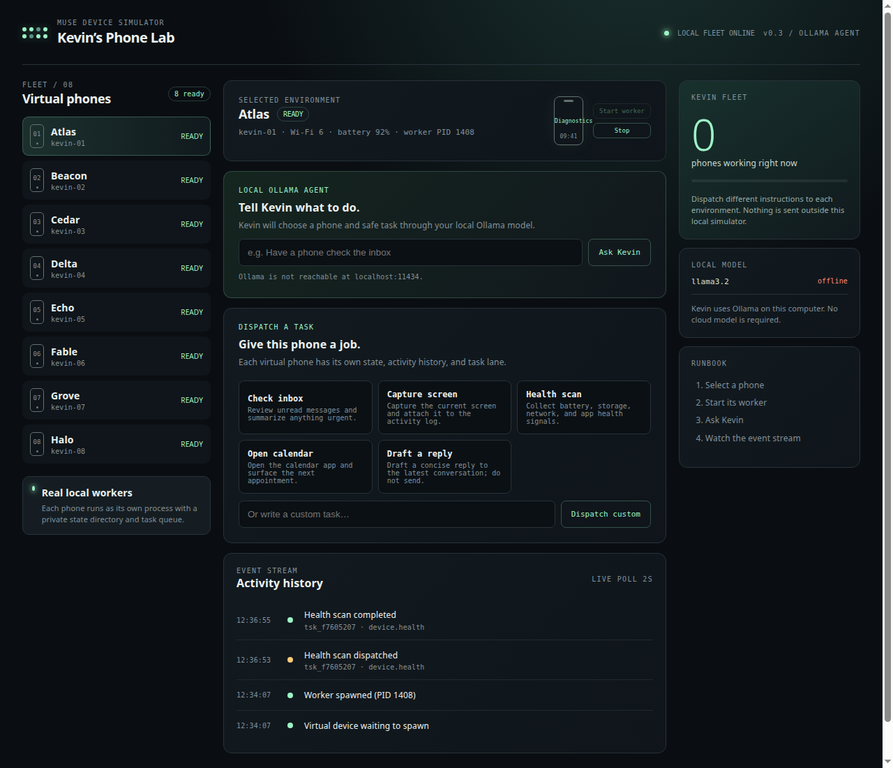 MUSE DEVICE SIMULATOR
Kevin's Phone Lab
LOCAL FLEET ONLINE v0.3 / OLLAMA AGENT
FLEET / 08
Virtual phones
8 ready
01
Atlas
kevin-01
READY
02
Beacon
kevin-02
READY
03
Cedar
kevin-03
READY
04
Delta
kevin-04
READY
05
Echo
kevin-05
READY
06
Fable
kevin-06
READY
07
Grove
kevin-07
READY
08
Halo
kevin-08
READY
Real local workers
Each phone runs as its own process with a
private state directory and task queue.
SELECTED ENVIRONMENT
Atlas READY
kevin-01 · Wi-Fi 6 · battery 92% · worker PID 1408
Diagnostics
09:41
Start worker
Stop
LOCAL OLLAMA AGENT
Tell Kevin what to do.
Kevin will choose a phone and safe task through your local Ollama model.
e.g. Have a phone check the inbox
Ask Kevin
Ollama is not reachable at localhost:11434.
DISPATCH A TASK
Give this phone a job.
Each virtual phone has its own state, activity history, and task lane.
Check inbox
Review unread messages and
summarize anything urgent.
Capture screen
Capture the current screen
and attach it to the
activity log.
Health scan
Collect battery, storage,
network, and app health
signals.
Open calendar
Open the calendar app and
surface the next
appointment.
Draft a reply
Draft a concise reply to
the latest conversation; do
not send.
Or write a custom task…
Dispatch custom
EVENT STREAM
Activity history
LIVE POLL 2S
12:36:55
Health scan completed
tsk_f7605207 · device.health
12:36:53
Health scan dispatched
tsk_f7605207 · device.health
12:34:07
Worker spawned (PID 1408)
12:34:07
Virtual device waiting to spawn
KEVIN FLEET
0
phones working right now
Dispatch different instructions to each
environment. Nothing is sent outside this
local simulator.
LOCAL MODEL
llama3.2
offline
Kevin uses Ollama on this computer. No
cloud model is required.
RUNBOOK
1. Select a phone
2. Start its worker
3. Ask Kevin
4. Watch the event stream